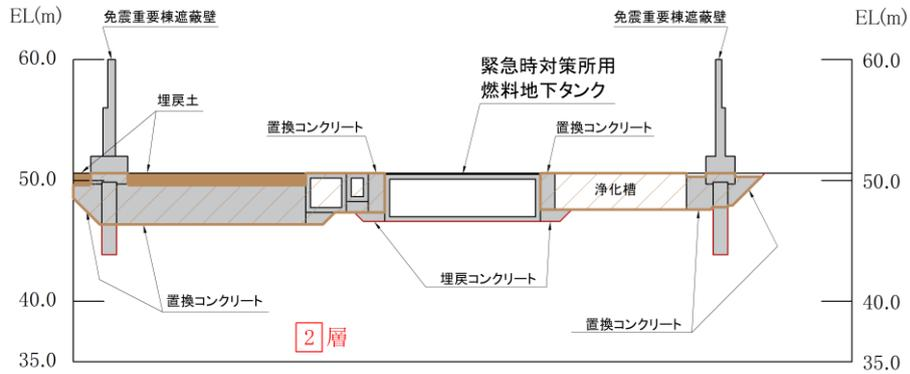 EL(m)
免震重要棟遮蔽壁
免震重要棟遮蔽壁
EL(m)
60.0
60.0
緊急時対策所用
燃料地下タンク
埋戻土
置換コンクリート
置換コンクリート
50.0
浄化槽
50.0
埋戻コンクリート
40.0
置換コンクリート
40.0
置換コンクリート
2 層
35.0
35.0